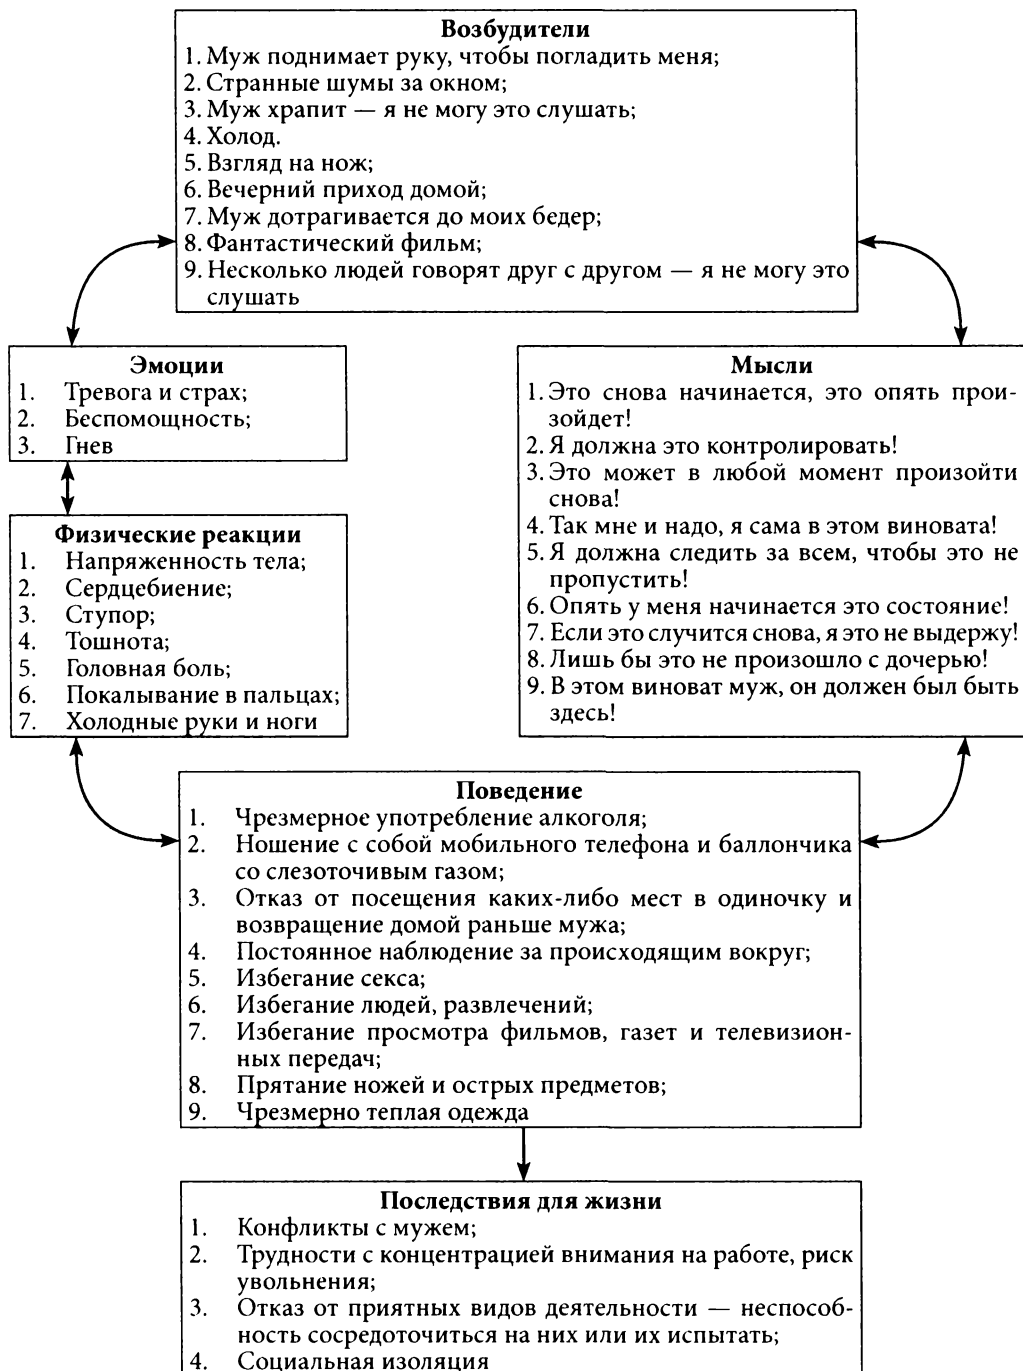 Возбудители
1. Муж поднимает руку, чтобы погладить меня;
2. Странные шумы за окном;
3. Муж храпит — я не могу это слушать;
4. Холод.
5. Взгляд на нож;
6. Вечерний приход домой;
7. Муж дотрагивается до моих бедер;
8. Фантастический фильм;
9. Несколько людей говорят друг с другом — я не могу это
слушать
Эмоции
1. Тревога и страх;
2. Беспомощность;
3. Гнев
Физические реакции
1. Напряженность тела;
2. Сердцебиение;
3. Ступор;
4. Тошнота;
5. Головная боль;
6. Покалывание в пальцах;
7. Холодные руки и ноги
Мысли
1. Это снова начинается, это опять прои-
зойдет!
2. Я должна это контролировать!
3. Это может в любой момент произойти
снова!
4. Так мне и надо, я сама в этом виновата!
5. Я должна следить за всем, чтобы это не
пропустить!
6. Опять у меня начинается это состояние!
7. Если это случится снова, я это не выдержу!
8. Лишь бы это не произошло с дочерью!
9. В этом виноват муж, он должен был быть
здесь!
Поведение
1. Чрезмерное употребление алкоголя;
2. Ношение с собой мобильного телефона и баллончика
со слезоточивым газом;
3. Отказ от посещения каких-либо мест в одиночку и
возвращение домой раньше мужа;
4. Постоянное наблюдение за происходящим вокруг;
5. Избегание секса;
6. Избегание людей, развлечений;
7. Избегание просмотра фильмов, газет и телевизион-
ных передач;
8. Прятание ножей и острых предметов;
9. Чрезмерно теплая одежда
Последствия для жизни
1. Конфликты с мужем;
2. Трудности с концентрацией внимания на работе, риск
увольнения;
3. Отказ от приятных видов деятельности — неспособ-
ность сосредоточиться на них или их испытать;
4. Социальная изоляция